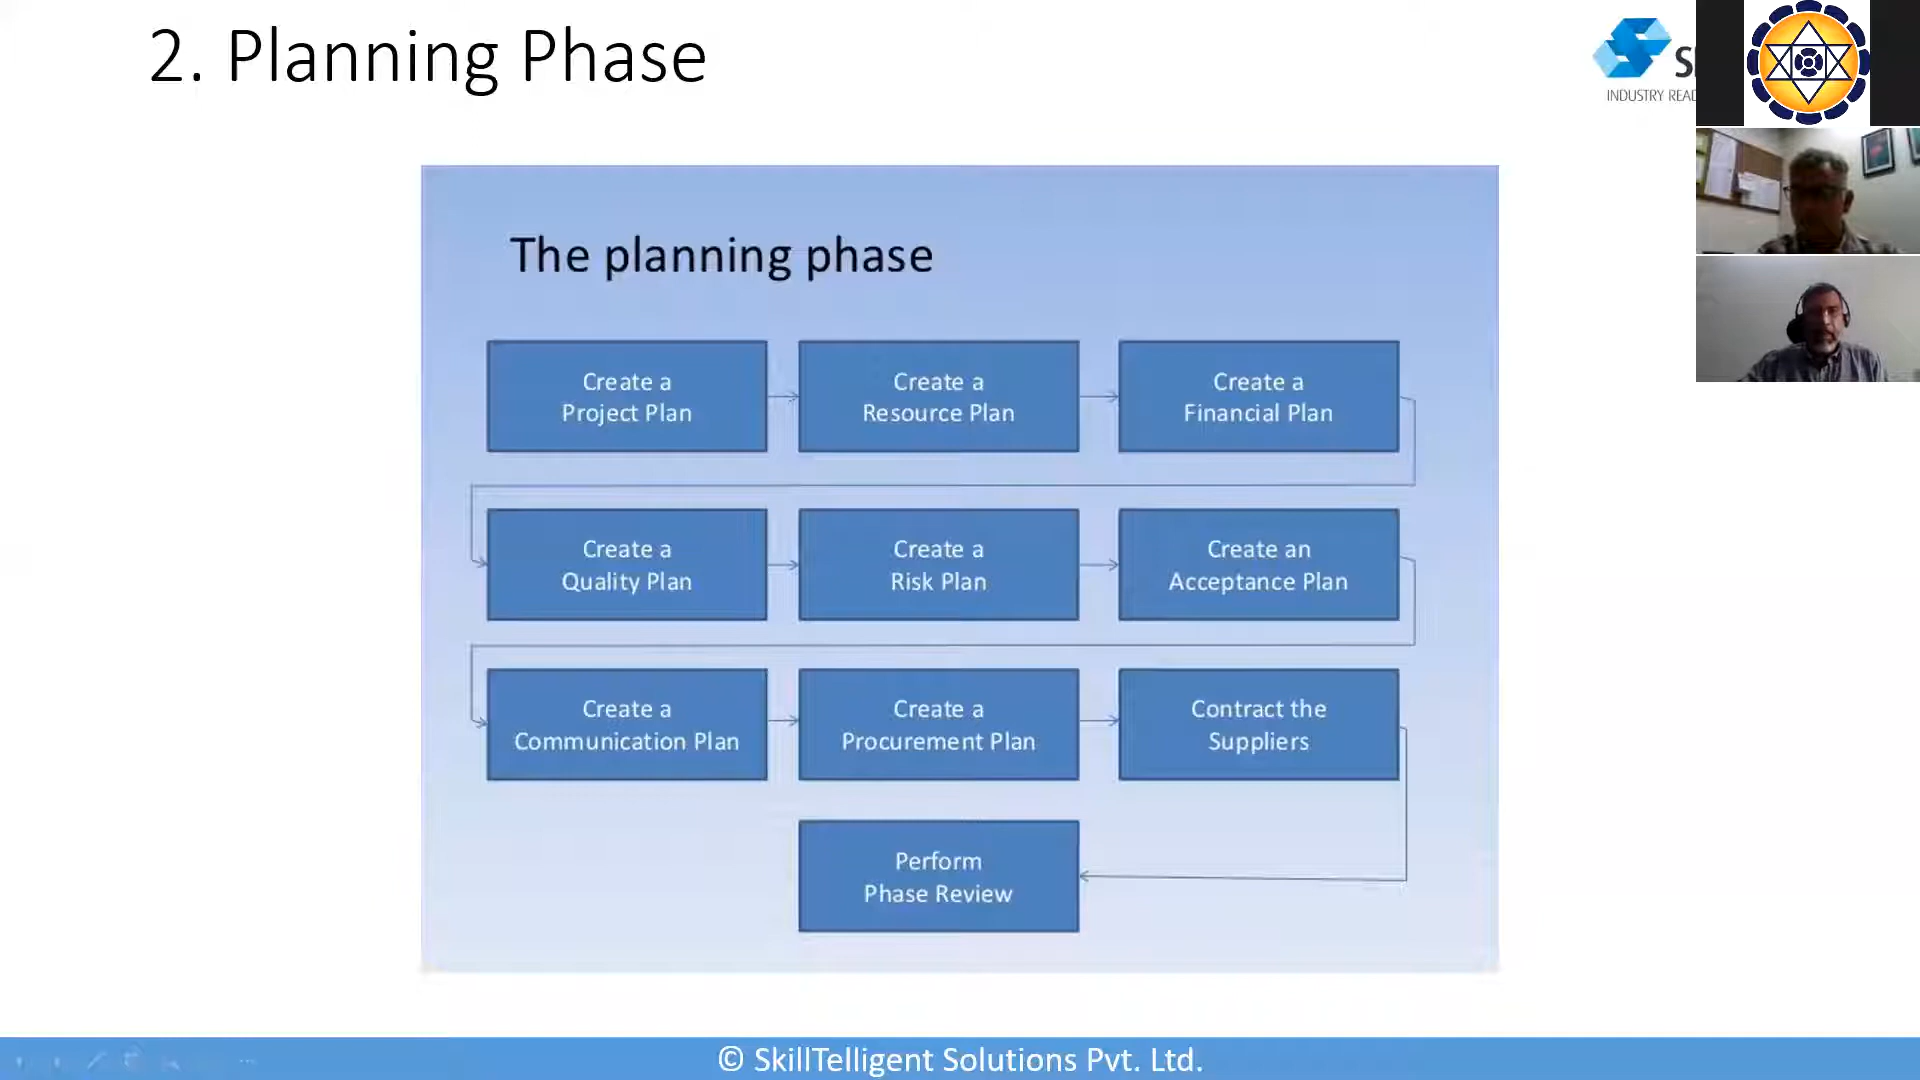 2. Planning Phase
The planning phase
Create a
Project Plan
Create a
Resource Plan
Create a
Financial Plan
Create a
Quality Plan
Create a
Risk Plan
Create an
Acceptance Plan
Create a
Communication Plan
Create a
Procurement Plan
Contract the
Suppliers
Perform
Phase Review
© SkillTelligent Solutions Pvt. Ltd.
INDUSTRY